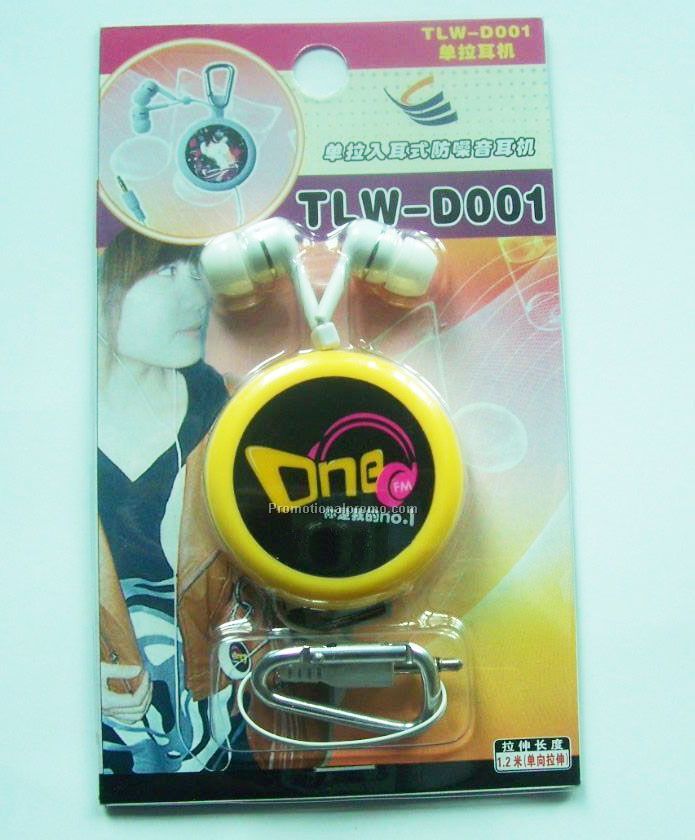 TLW-D001
单拉耳机
单拉入耳式防噪音耳机
TLW-D001
One
FM
Promotionalpromo.com
你是我的no.1
拉伸长度
1.2米(单向拉伸)